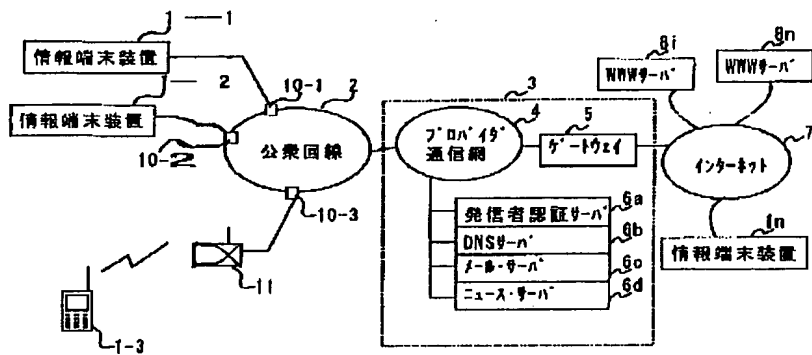 1—1
情報端末装置
1—2
情報端末装置
10-1
2
10-2
公衆回線
10-3
11
1-3
3
4
プロバイダ
通信網
5
ゲートウェイ
6a
発信者認証サーバ
6b
DNSサーバ
6c
メール・サーバ
6d
ニュース・サーバ
8i
WWWサーバ
8n
WWWサーバ
7
インターネット
1n
情報端末装置